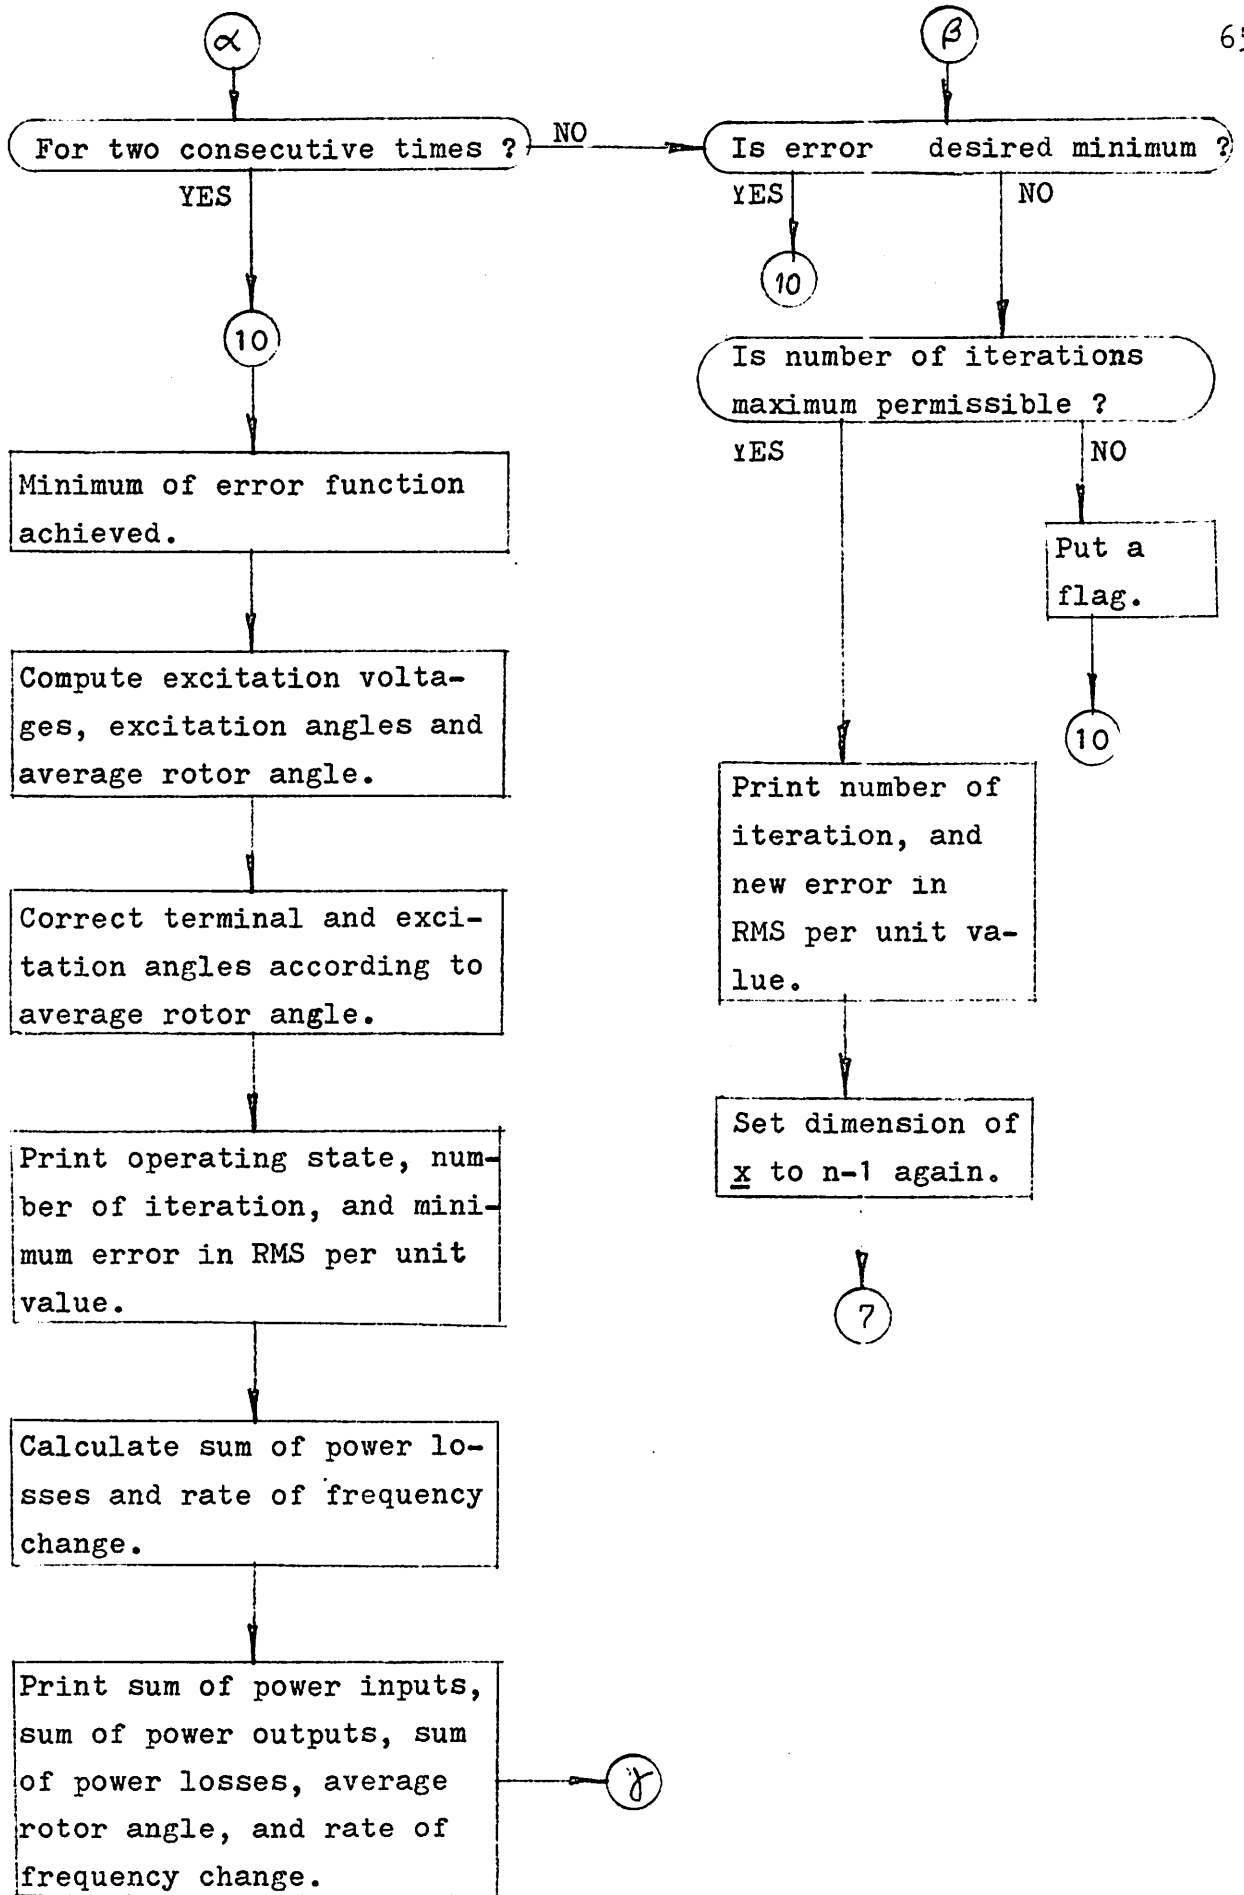 α
β
For two consecutive times ?
NO
Is error desired minimum ?
YES
YES
NO
10
10
Is number of iterations
maximum permissible ?
YES
NO
Minimum of error function
achieved.
Put a
flag.
10
Compute excitation volta-
ges, excitation angles and
average rotor angle.
Print number of
iteration, and
new error in
RMS per unit va-
lue.
Correct terminal and exci-
tation angles according to
average rotor angle.
Set dimension of
x to n-1 again.
7
Print operating state, num-
ber of iteration, and mini-
mum error in RMS per unit
value.
Calculate sum of power lo-
sses and rate of frequency
change.
Print sum of power inputs,
sum of power outputs, sum
of power losses, average
rotor angle, and rate of
frequency change.
γ